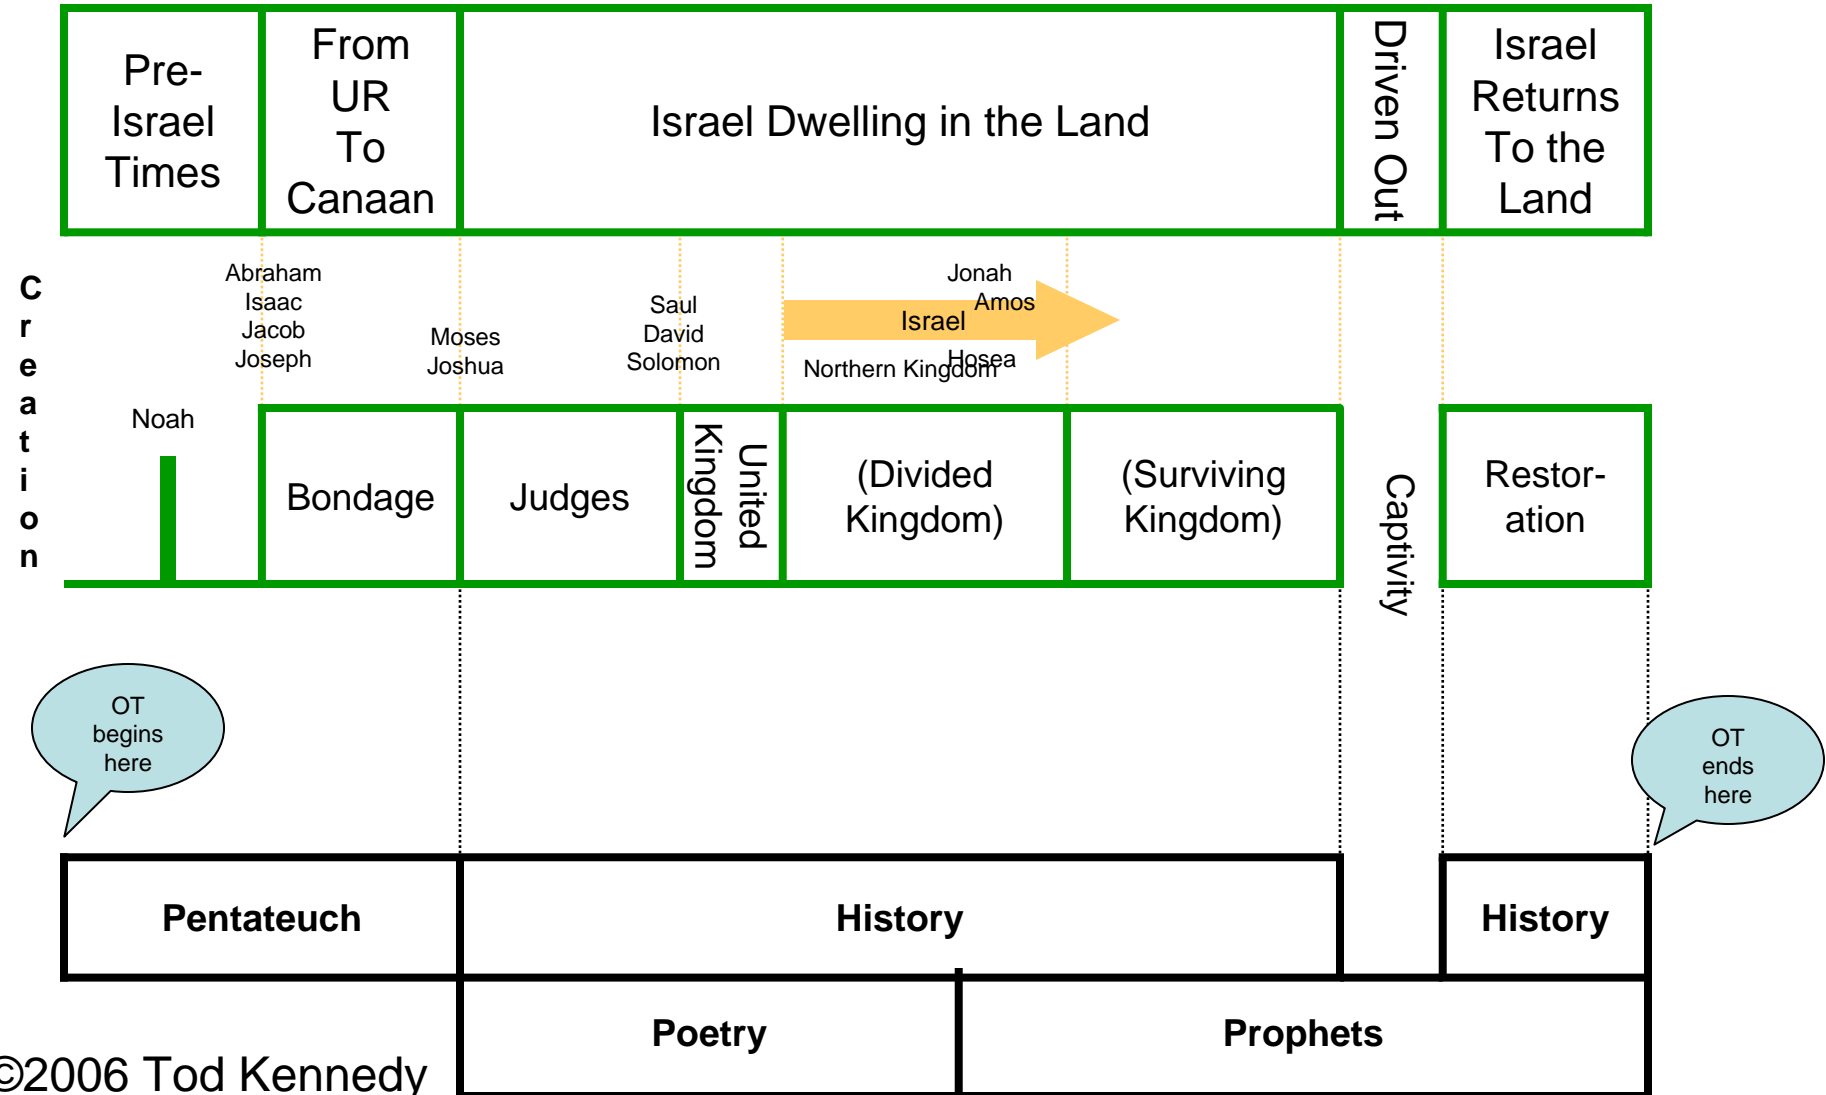 Pre-
Israel
Times
From
UR
To
Canaan
Israel Dwelling in the Land
Driven Out
Israel
Returns
To the
Land
Creation
Abraham
Isaac
Jacob
Joseph
Moses
Joshua
Saul
David
Solomon
Jonah
Amos
Israel
Hosea
Northern Kingdom
Noah
Bondage
Judges
United
Kingdom
(Divided
Kingdom)
(Surviving
Kingdom)
Captivity
Restor-
ation
OT
begins
here
OT
ends
here
Pentateuch
History
History
Poetry
Prophets
©2006 Tod Kennedy